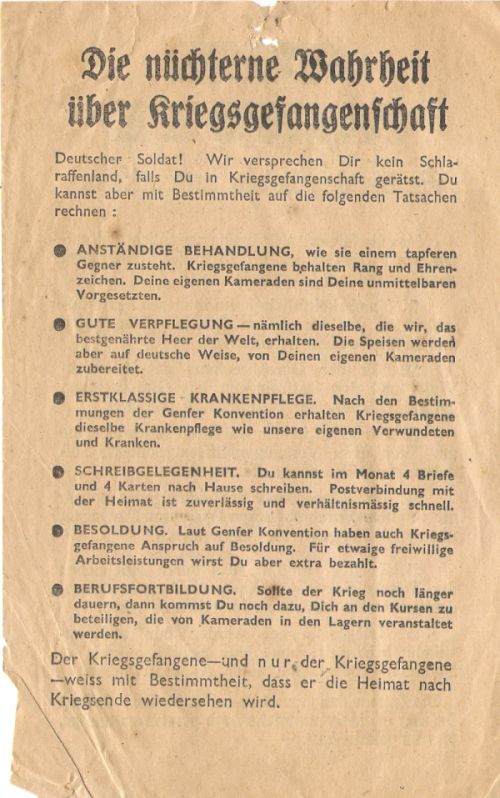 Die nüchterne Wahrheit
über Kriegsgefangenschaft
Deutscher Soldat! Wir versprechen Dir kein Schla-
raffenland, falls Du in Kriegsgefangenschaft gerätst. Du
kannst aber mit Bestimmtheit auf die folgenden Tatsachen
rechnen :
● ANSTÄNDIGE BEHANDLUNG, wie sie einem tapferen
Gegner zusteht. Kriegsgefangene behalten Rang und Ehren-
zeichen. Deine eigenen Kameraden sind Deine unmittelbaren
Vorgesetzten.
● GUTE VERPFLEGUNG—nämlich dieselbe, die wir, das
bestgenährte Heer der Welt, erhalten. Die Speisen werden
aber auf deutsche Weise, von Deinen eigenen Kameraden
zubereitet.
● ERSTKLASSIGE KRANKENPFLEGE. Nach den Bestim-
mungen der Genfer Konvention erhalten Kriegsgefangene
dieselbe Krankenpflege wie unsere eigenen Verwundeten
und Kranken.
● SCHREIBGELEGENHEIT. Du kannst im Monat 4 Briefe
und 4 Karten nach Hause schreiben. Postverbindung mit
der Heimat ist zuverlässig und verhältnismässig schnell.
● BESOLDUNG. Laut Genfer Konvention haben auch Kriegs-
gefangene Anspruch auf Besoldung. Für etwaige freiwillige
Arbeitsleistungen wirst Du aber extra bezahlt.
● BERUFSFORTBILDUNG. Sollte der Krieg noch länger
dauern, dann kommst Du noch dazu, Dich an den Kursen zu
beteiligen, die von Kameraden in den Lagern veranstaltet
werden.
Der Kriegsgefangene—und nur der Kriegsgefangene
—weiss mit Bestimmtheit, dass er die Heimat nach
Kriegsende wiedersehen wird.